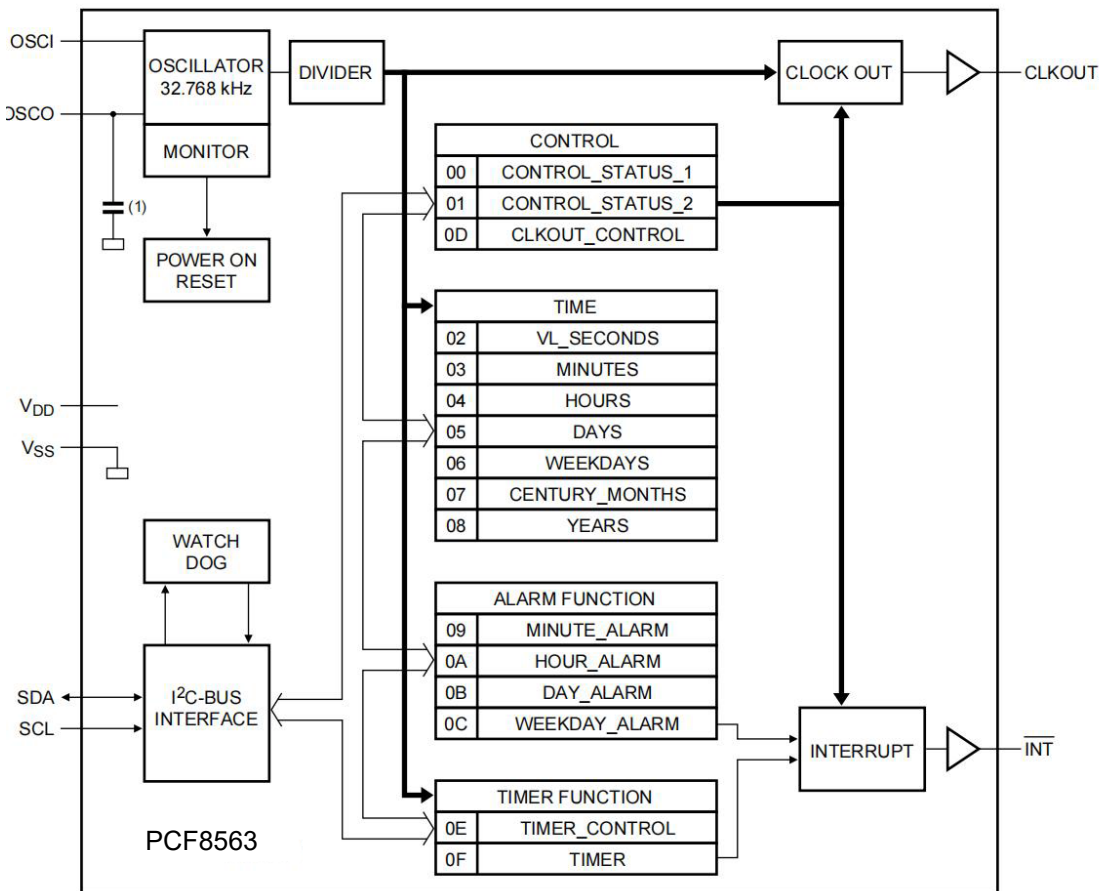 OSCI
OSCO
OSCILLATOR
32.768 kHz
MONITOR
DIVIDER
CLOCK OUT
CLKOUT
(1)
POWER ON
RESET
CONTROL
00 CONTROL_STATUS_1
01 CONTROL_STATUS_2
0D CLKOUT_CONTROL
TIME
02 VL_SECONDS
03 MINUTES
04 HOURS
05 DAYS
06 WEEKDAYS
07 CENTURY_MONTHS
08 YEARS
VDD
VSS
WATCH
DOG
SDA
SCL
I²C-BUS
INTERFACE
ALARM FUNCTION
09 MINUTE_ALARM
0A HOUR_ALARM
0B DAY_ALARM
0C WEEKDAY_ALARM
INTERRUPT
INT
TIMER FUNCTION
0E TIMER_CONTROL
0F TIMER
PCF8563